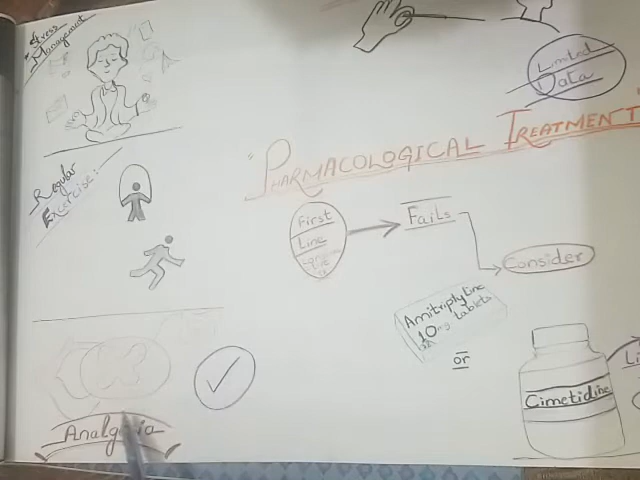 "Stress
Management"
Regular
Exercise:-
Analgesia
Limited
Data
"PHARMACOLOGICAL TREATMENT"
First
Line
Fails
Consider
Amitriptyline
10mg tablets
or
Cimetidine